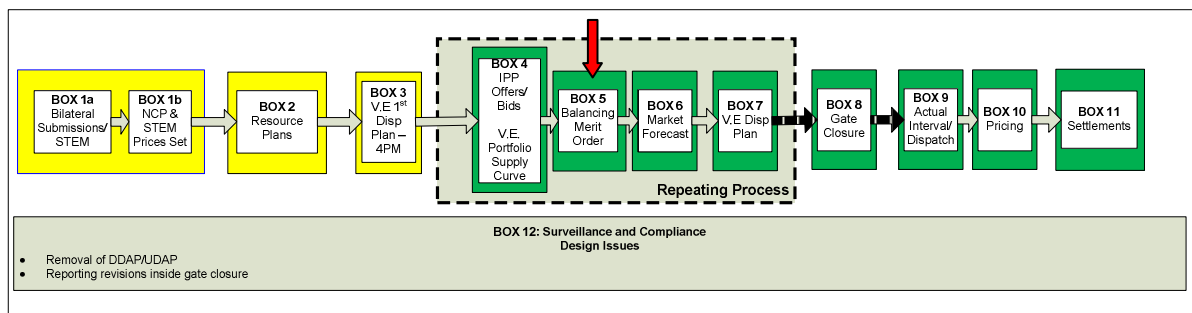 BOX 1a
Bilateral
Submissions/
STEM
BOX 1b
NCP &
STEM
Prices Set
BOX 2
Resource
Plans
BOX 3
V.E 1st
Disp
Plan –
4PM
BOX 4
IPP
Offers/
Bids
V.E.
Portfolio
Supply
Curve
BOX 5
Balancing
Merit
Order
BOX 6
Market
Forecast
BOX 7
V.E Disp
Plan
Repeating Process
BOX 8
Gate
Closure
BOX 9
Actual
Interval/
Dispatch
BOX 10
Pricing
BOX 11
Settlements
BOX 12: Surveillance and Compliance
Design Issues
• Removal of DDAP/UDAP
• Reporting revisions inside gate closure